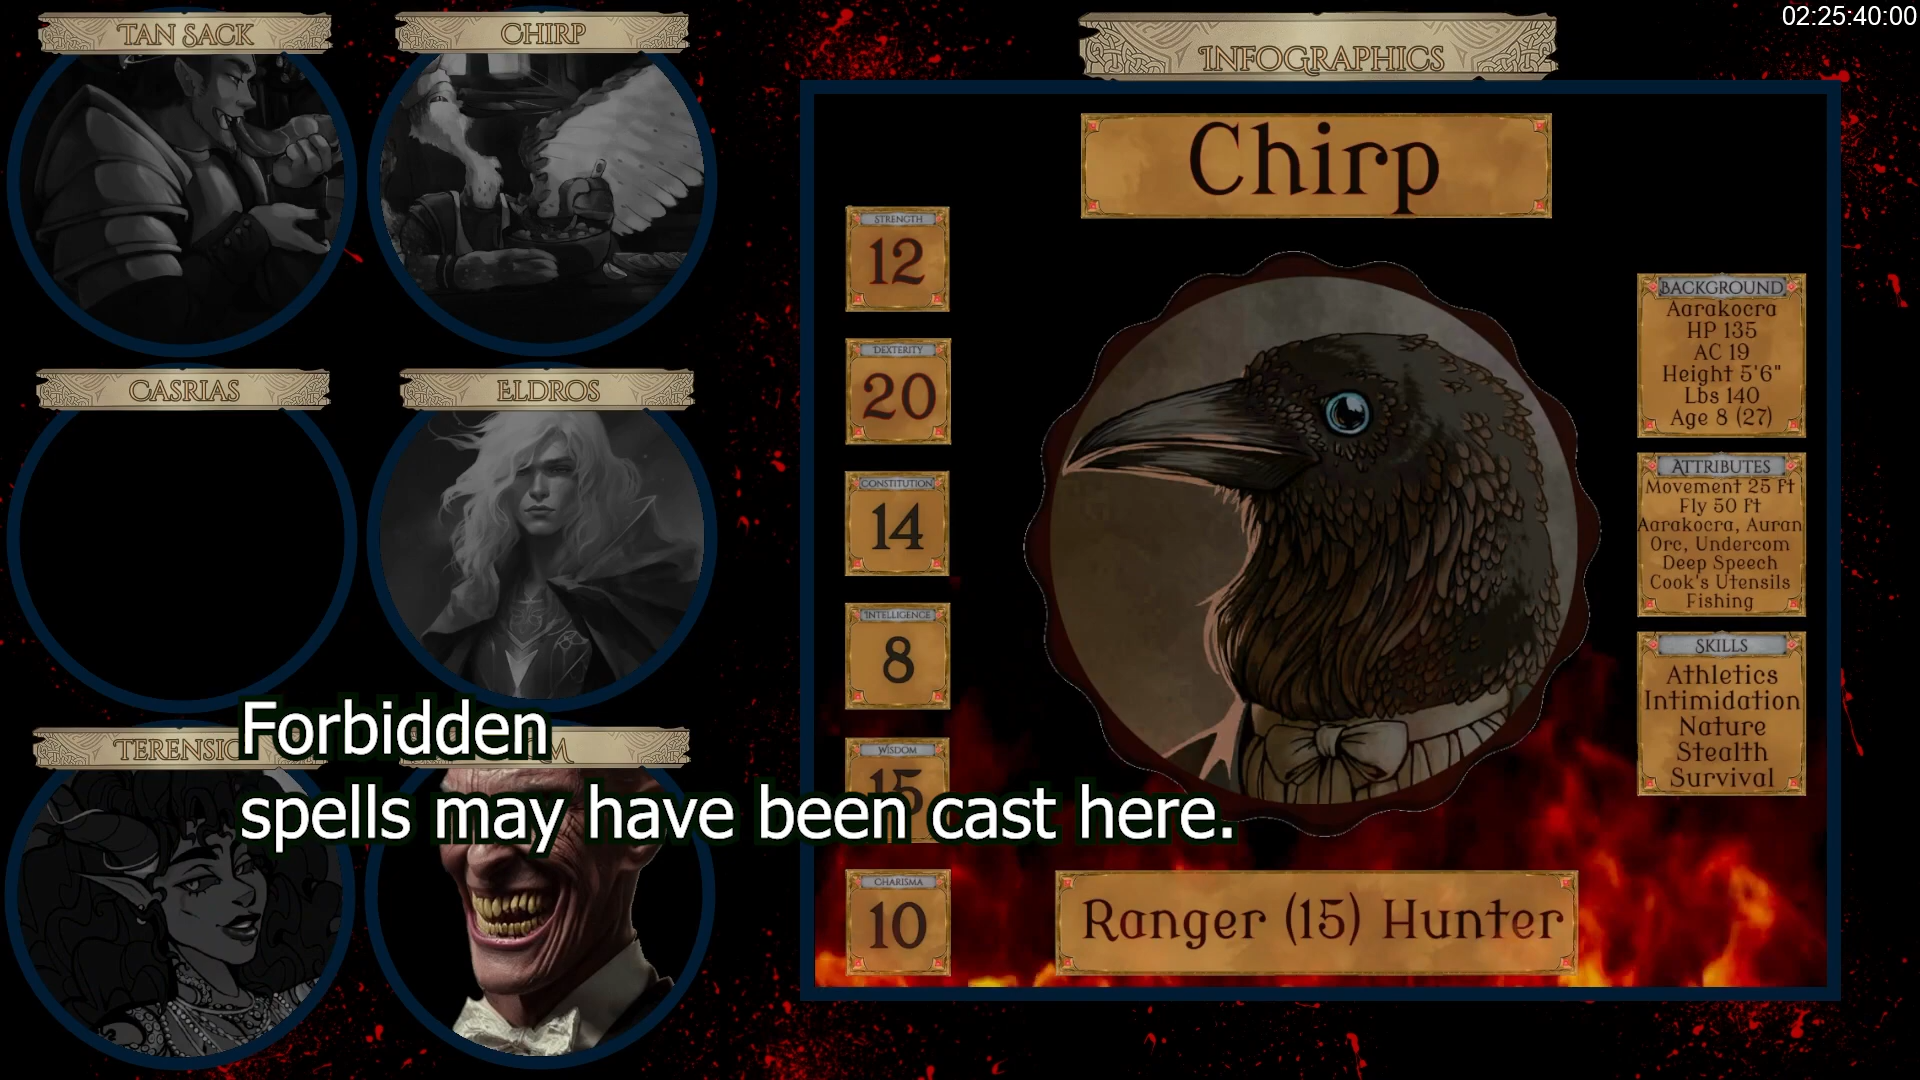 02:25:40:00
TAN SACK
CHIRP
INFOGRAPHICS
Chirp
STRENGTH
12
DEXTERITY
20
CONSTITUTION
14
INTELLIGENCE
8
WISDOM
15
CHARISMA
10
BACKGROUND
Aarakocra
HP 135
AC 19
Height 5'6"
Lbs 140
Age 8 (27)
ATTRIBUTES
Movement 25 ft
Fly 50 ft
Aarakocra, Auran
Orc, Undercom
Deep Speech
Cook's Utensils
Fishing
SKILLS
Athletics
Intimidation
Nature
Stealth
Survival
Ranger (15) Hunter
CASRIAS
ELDROS
Forbidden
spells may have been cast here.